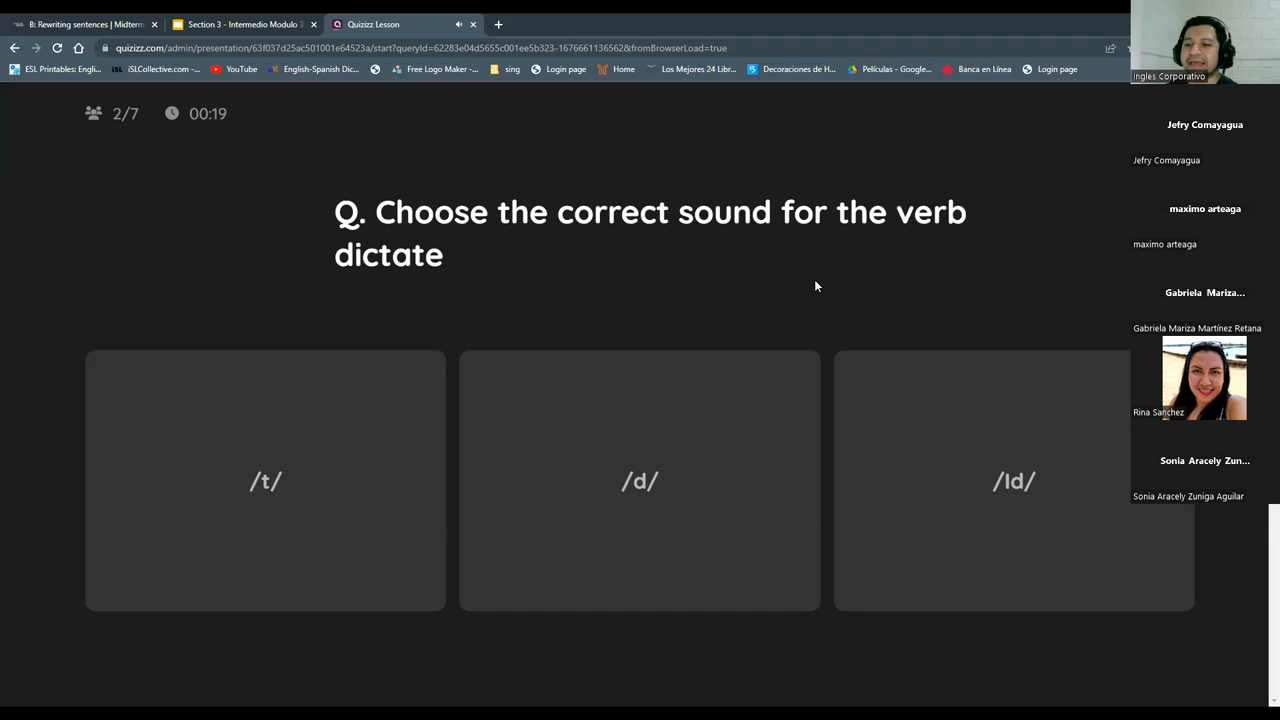 B: Rewriting sentences | Midterm
Section 3 - Intermedio Modulo 3
Quizizz Lesson
quizizz.com/admin/presentation/63f037d25ac501001e64523a/start?queryId=62283e04d5655c001ee5b323-1676661136562&fromBrowserLoad=true
ESL Printables: Engli...
iSL
iSLCollective.com -...
YouTube
English-Spanish Dic...
Free Logo Maker -...
sing
Login page
Home
Los Mejores 24 Libr...
Decoraciones de H...
Películas - Google...
Banca en Línea
Login page
2/7
00:19
Q. Choose the correct sound for the verb
dictate
/t/
/d/
/Id/
Ingles Corporativo
Jefry Comayagua
Jefry Comayagua
maximo arteaga
maximo arteaga
Gabriela Mariza...
Gabriela Mariza Martínez Retana
Rina Sanchez
Sonia Aracely Zun...
Sonia Aracely Zuniga Aguilar